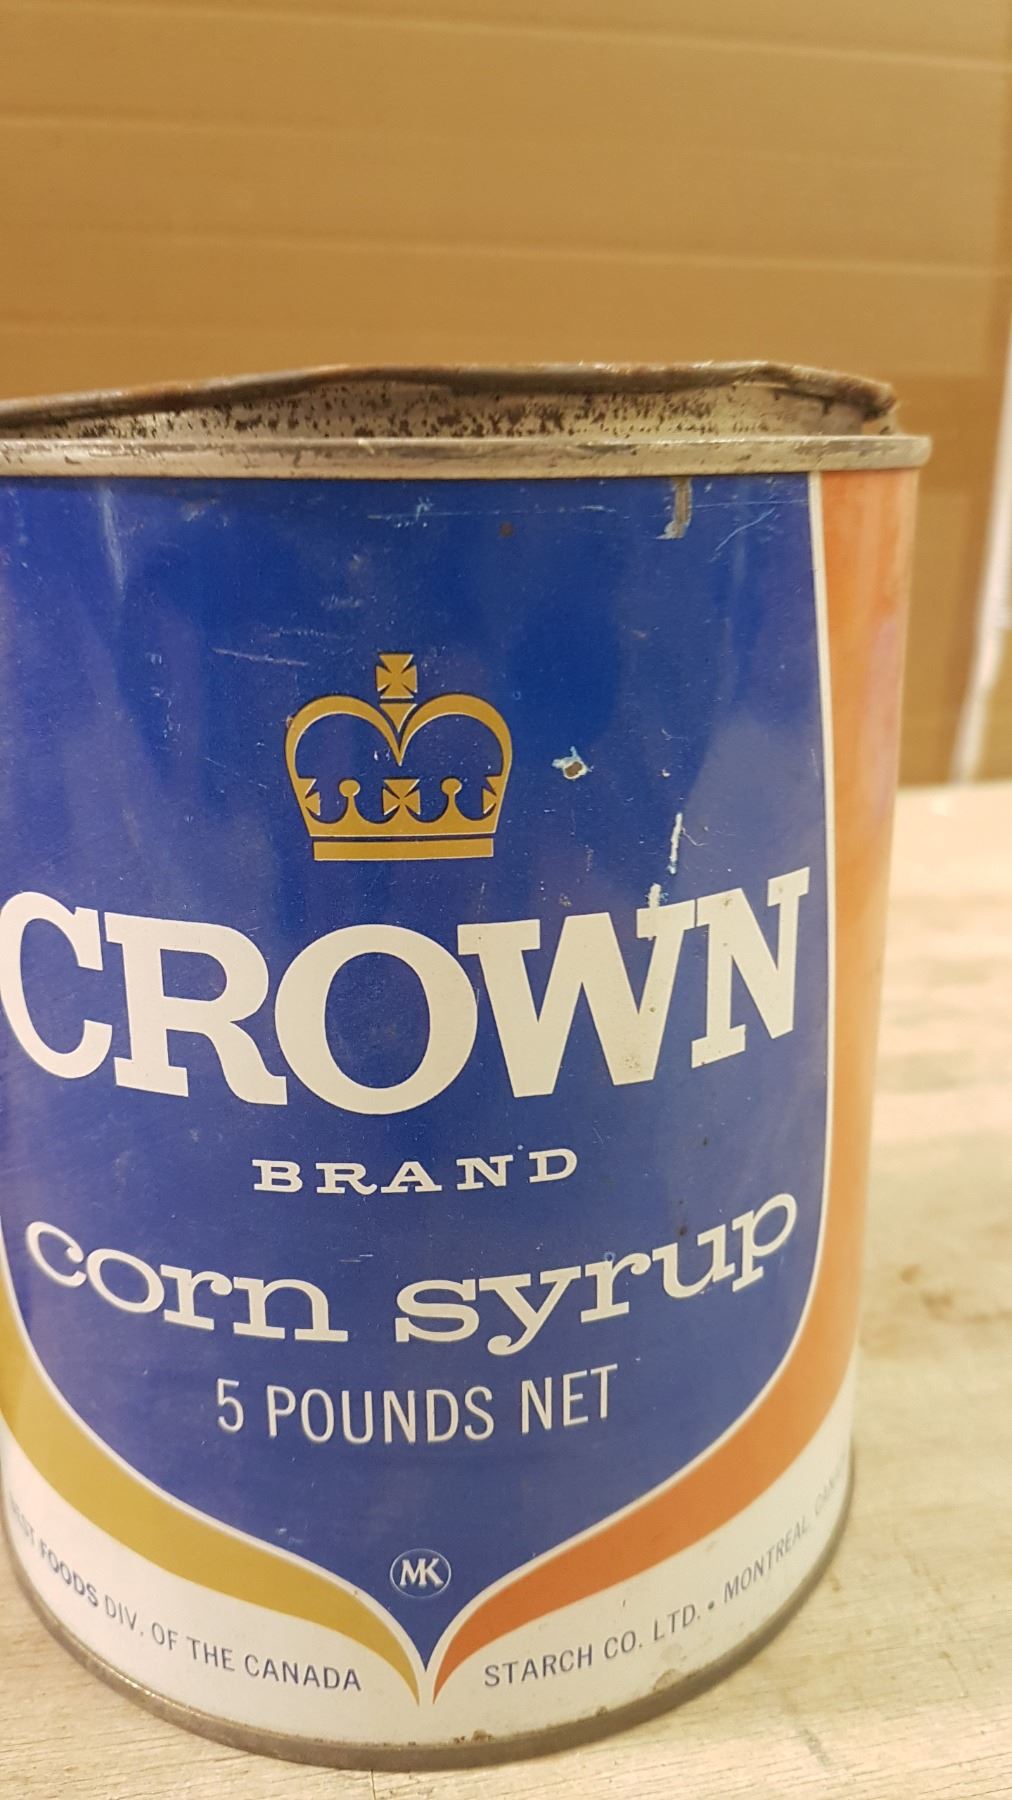 CROWN
BRAND
corn syrup
5 POUNDS NET
MK
FOODS DIV. OF THE CANADA STARCH CO. LTD. • MONTREAL,